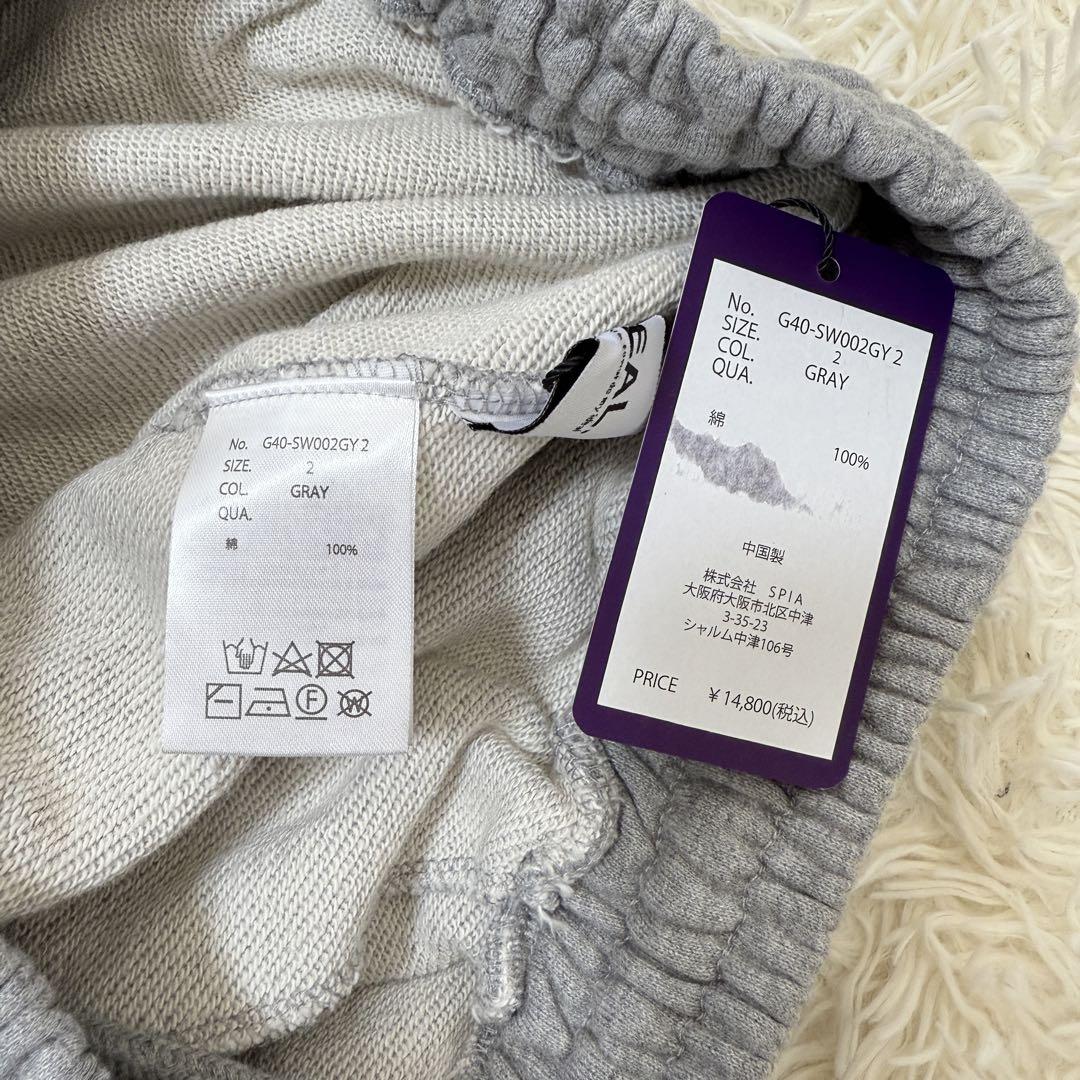 No. G40-SW002GY 2
SIZE. 2
COL. GRAY
QUA.
綿 100%
F
W
EAL
No. G40-SW002GY 2
SIZE. 2
COL. GRAY
QUA.
綿
100%
中国製
株式会社 SPIA
大阪府大阪市北区中津
3-35-23
シャルム中津106号
PRICE ¥14,800(税込)